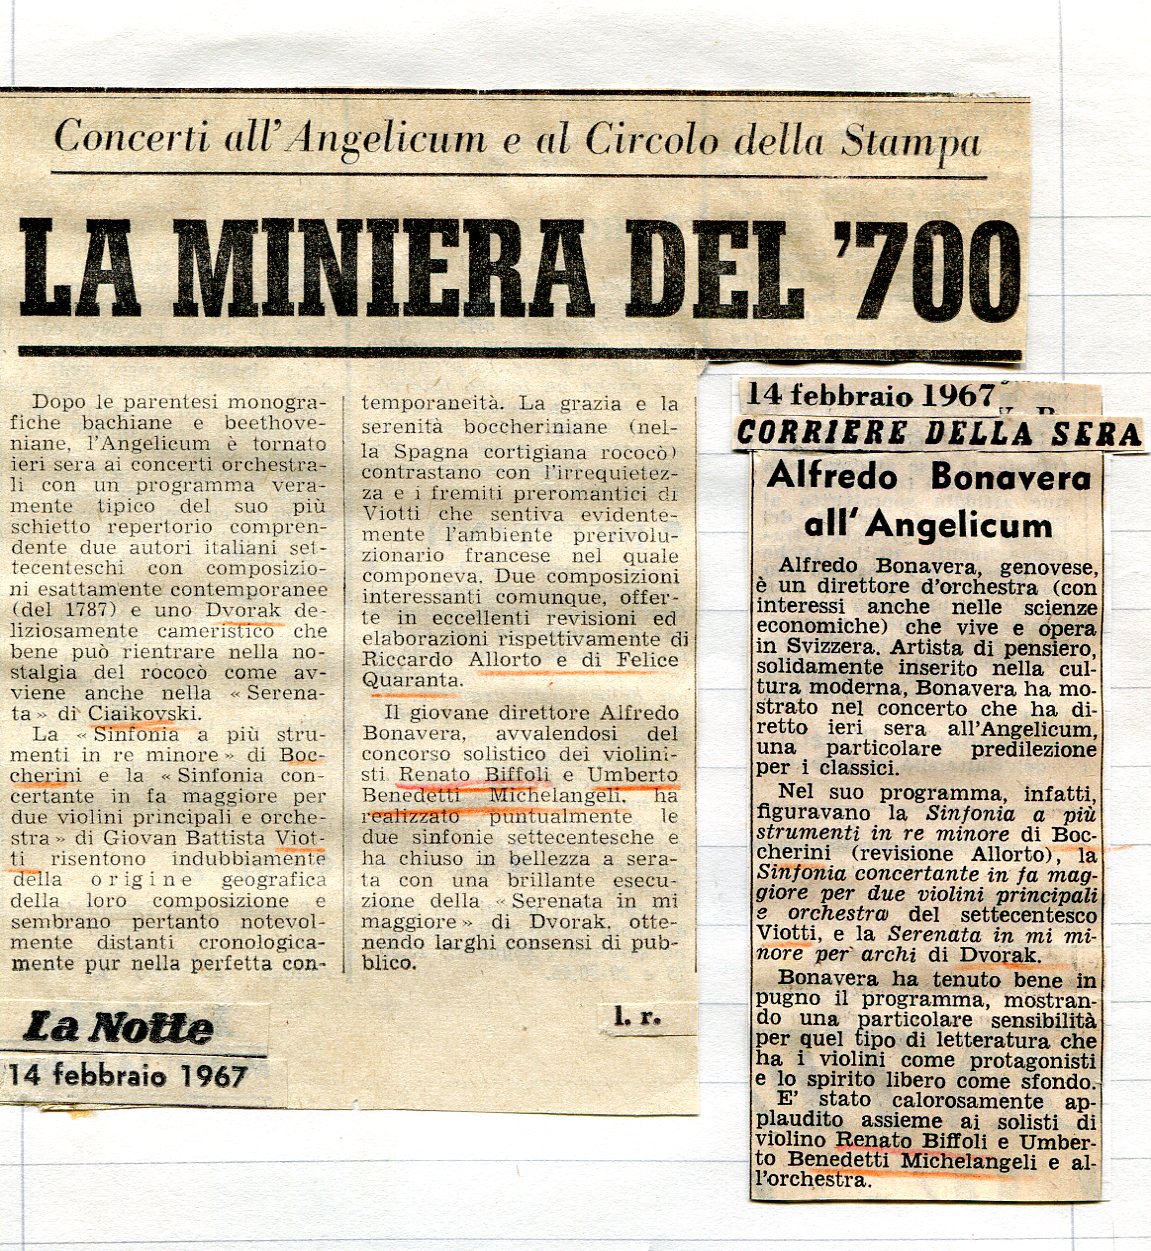 Concerti all'Angelicum e al Circolo della Stampa
LA MINIERA DEL '700
Dopo le parentesi monogra-
fiche bachiane e beethove-
niane, l'Angelicum è tornato
ieri sera ai concerti orchestra-
li con un programma vera-
mente tipico del suo più
schietto repertorio compren-
dente due autori italiani set-
tecenteschi con composizio-
ni esattamente contemporanee
(del 1787) e uno Dvorak de-
liziosamente cameristico che
bene può rientrare nella no-
stalgia del rococò come av-
viene anche nella « Serena-
ta » di Ciaikovski.
La « Sinfonia a più stru-
menti in re minore » di Boc-
cherini e la « Sinfonia con-
certante in fa maggiore per
due violini principali e orche-
stra » di Giovan Battista Viot-
ti risentono indubbiamente
della origine geografica
della loro composizione e
sembrano pertanto notevol-
mente distanti cronologica-
mente pur nella perfetta con-
temporaneità. La grazia e la
serenità boccheriniane (nel-
la Spagna cortigiana rococò)
contrastano con l'irrequietez-
za e i fremiti preromantici di
Viotti che sentiva evidente-
mente l'ambiente prerivolu-
zionario francese nel quale
componeva. Due composizioni
interessanti comunque, offer-
te in eccellenti revisioni ed
elaborazioni rispettivamente di
Riccardo Allorto e di Felice
Quaranta.
Il giovane direttore Alfredo
Bonavera, avvalendosi del
concorso solistico dei violini-
sti Renato Biffoli e Umberto
Benedetti Michelangeli, ha
realizzato puntualmente le
due sinfonie settecentesche e
ha chiuso in bellezza a sera-
ta con una brillante esecu-
zione della « Serenata in mi
maggiore » di Dvorak, otte-
nendo larghi consensi di pub-
blico.
l. r.
La Notte
14 febbraio 1967
14 febbraio 1967
CORRIERE DELLA SERA
Alfredo Bonavera
all'Angelicum
Alfredo Bonavera, genovese,
è un direttore d'orchestra (con
interessi anche nelle scienze
economiche) che vive e opera
in Svizzera. Artista di pensiero,
solidamente inserito nella cul-
tura moderna, Bonavera ha mo-
strato nel concerto che ha di-
retto ieri sera all'Angelicum,
una particolare predilezione
per i classici.
Nel suo programma, infatti,
figuravano la Sinfonia a più
strumenti in re minore di Boc-
cherini (revisione Allorto), la
Sinfonia concertante in fa mag-
giore per due violini principali
e orchestra del settecentesco
Viotti, e la Serenata in mi mi-
nore per archi di Dvorak.
Bonavera ha tenuto bene in
pugno il programma, mostran-
do una particolare sensibilità
per quel tipo di letteratura che
ha i violini come protagonisti
e lo spirito libero come sfondo.
E' stato calorosamente ap-
plaudito assieme ai solisti di
violino Renato Biffoli e Umber-
to Benedetti Michelangeli e al-
l'orchestra.